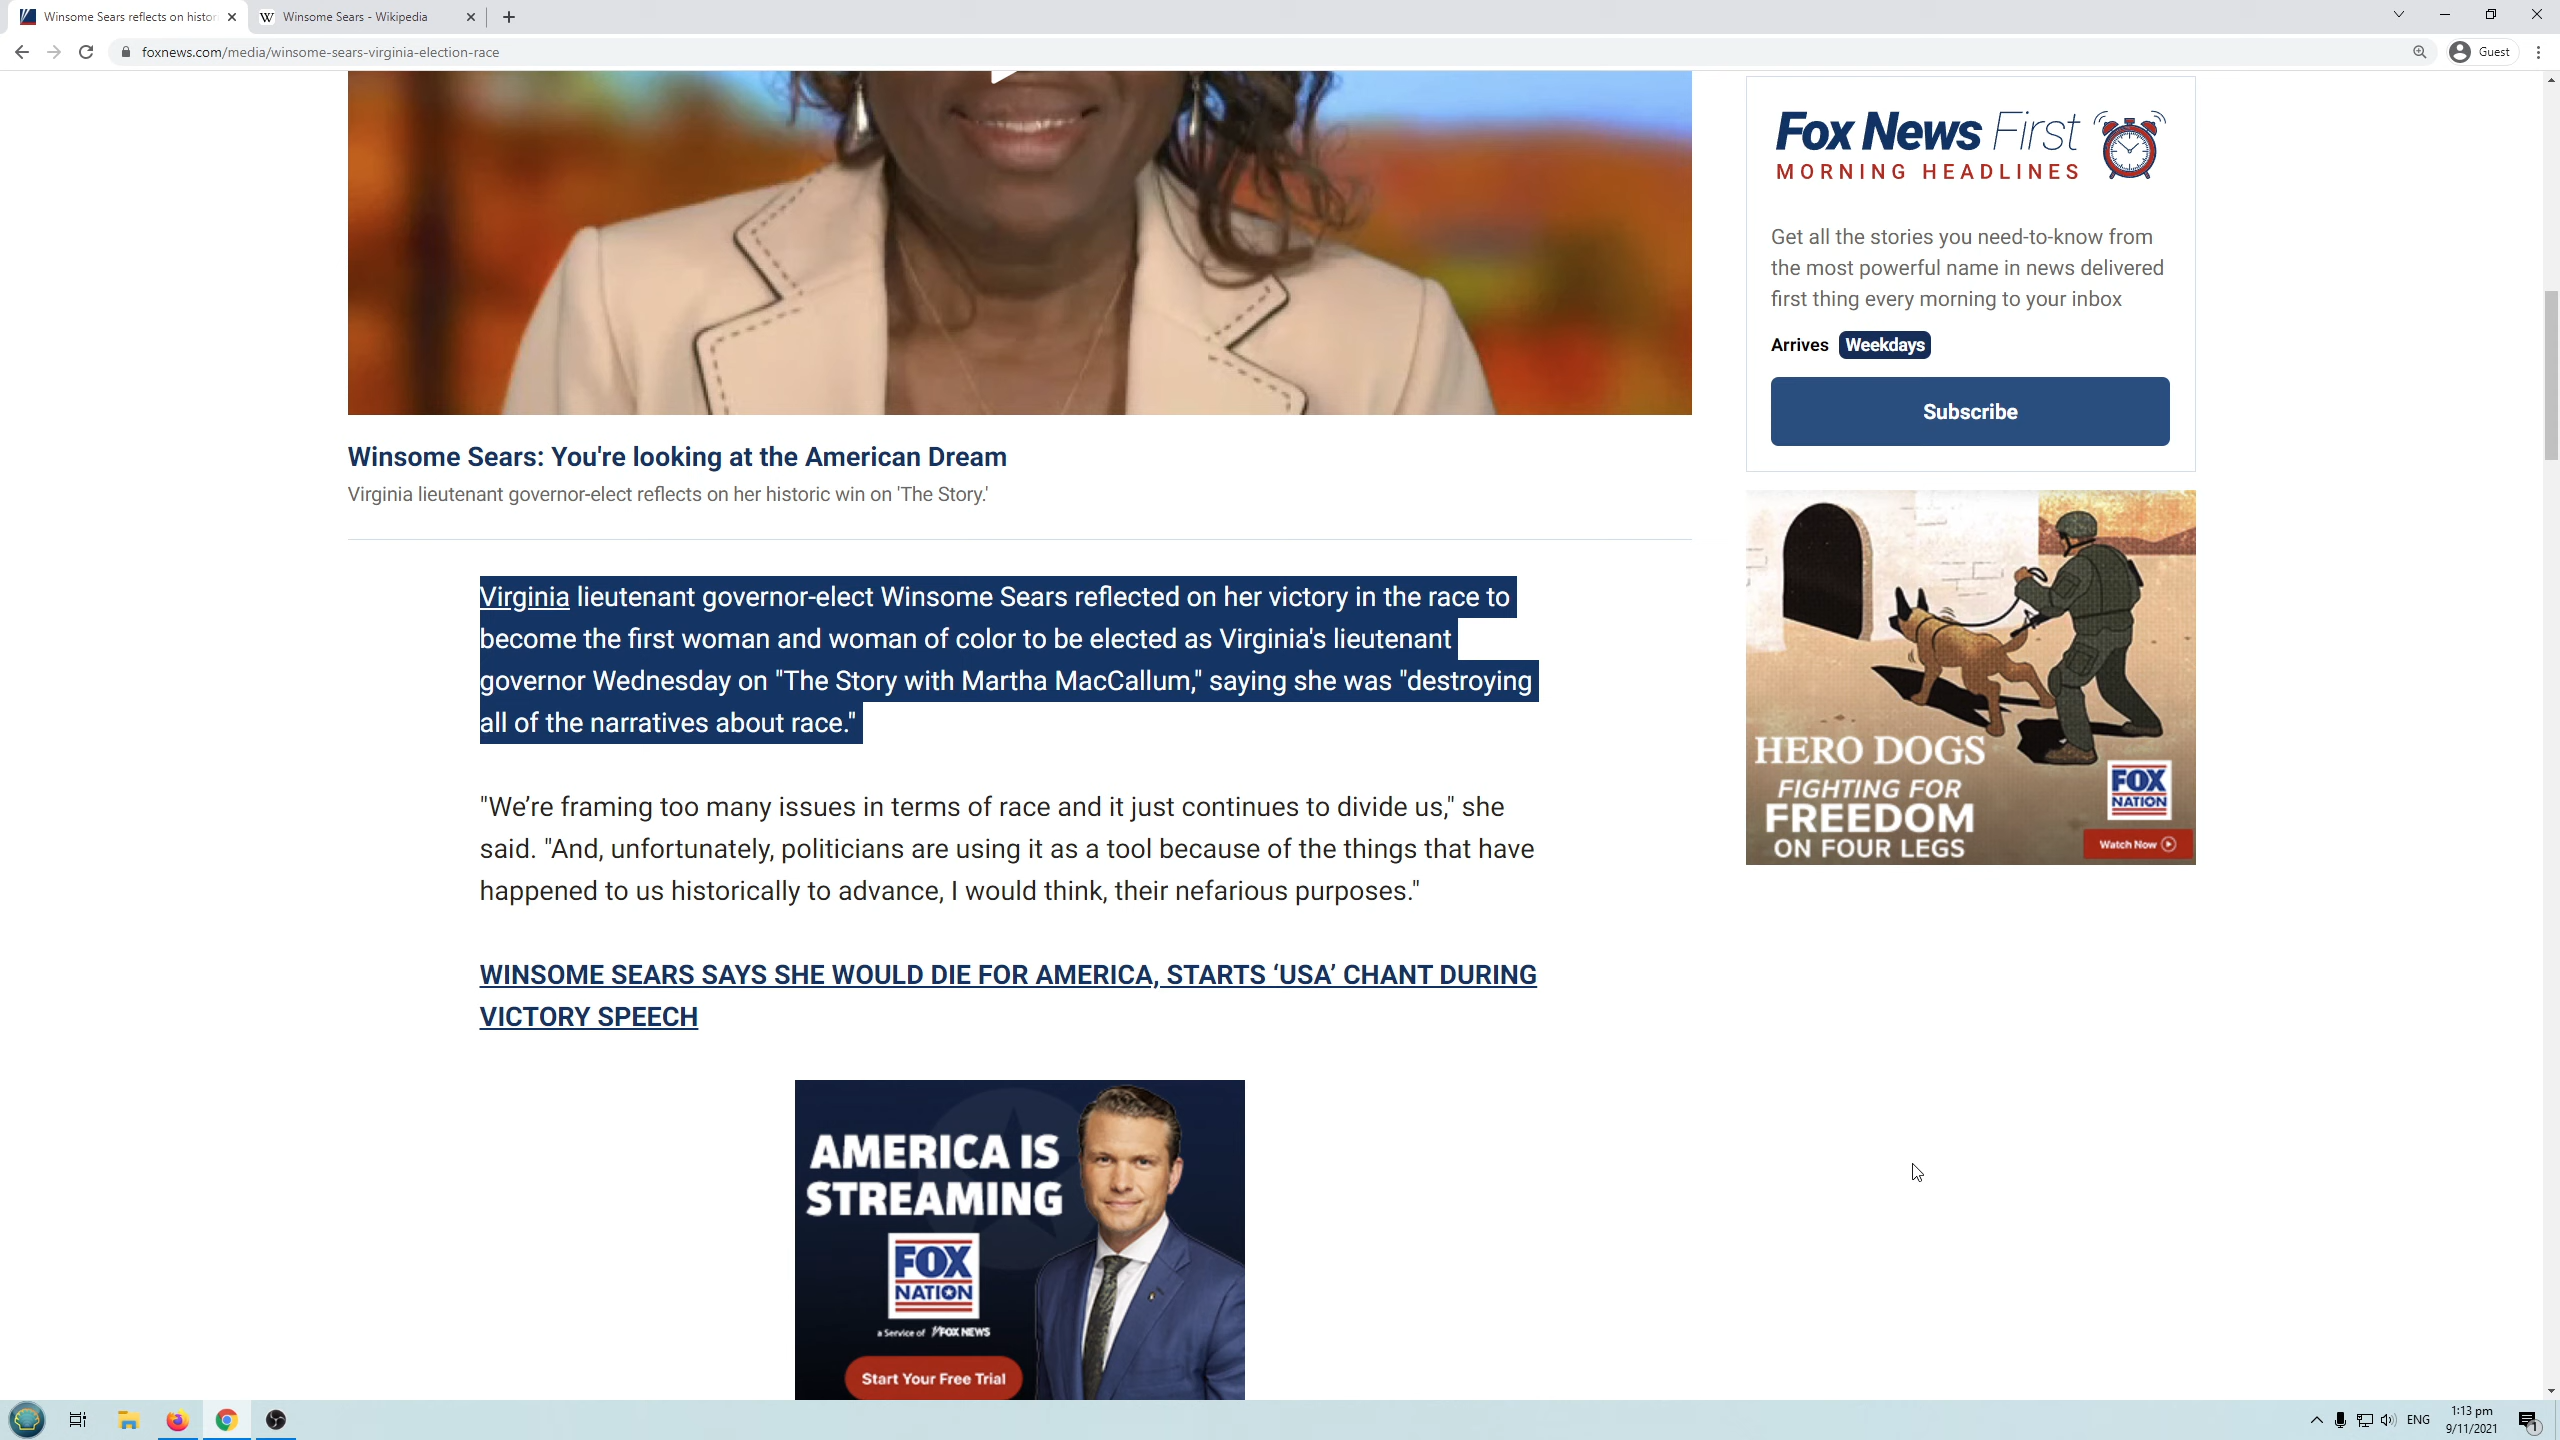 Winsome Sears reflects on histor
Winsome Sears - Wikipedia
foxnews.com/media/winsome-sears-virginia-election-race
Guest
Fox News First
MORNING HEADLINES
Get all the stories you need-to-know from
the most powerful name in news delivered
first thing every morning to your inbox
Arrives Weekdays
Subscribe
Winsome Sears: You're looking at the American Dream
Virginia lieutenant governor-elect reflects on her historic win on 'The Story.'
Virginia lieutenant governor-elect Winsome Sears reflected on her victory in the race to
become the first woman and woman of color to be elected as Virginia's lieutenant
governor Wednesday on "The Story with Martha MacCallum," saying she was "destroying
all of the narratives about race."
HERO DOGS
FIGHTING FOR
FREEDOM
ON FOUR LEGS
FOX
NATION
Watch Now
"We’re framing too many issues in terms of race and it just continues to divide us," she
said. "And, unfortunately, politicians are using it as a tool because of the things that have
happened to us historically to advance, I would think, their nefarious purposes."
WINSOME SEARS SAYS SHE WOULD DIE FOR AMERICA, STARTS ‘USA’ CHANT DURING
VICTORY SPEECH
AMERICA IS
STREAMING
FOX
NATION
a Service of FOX NEWS
Start Your Free Trial
ENG
1:13 pm
9/11/2021
1